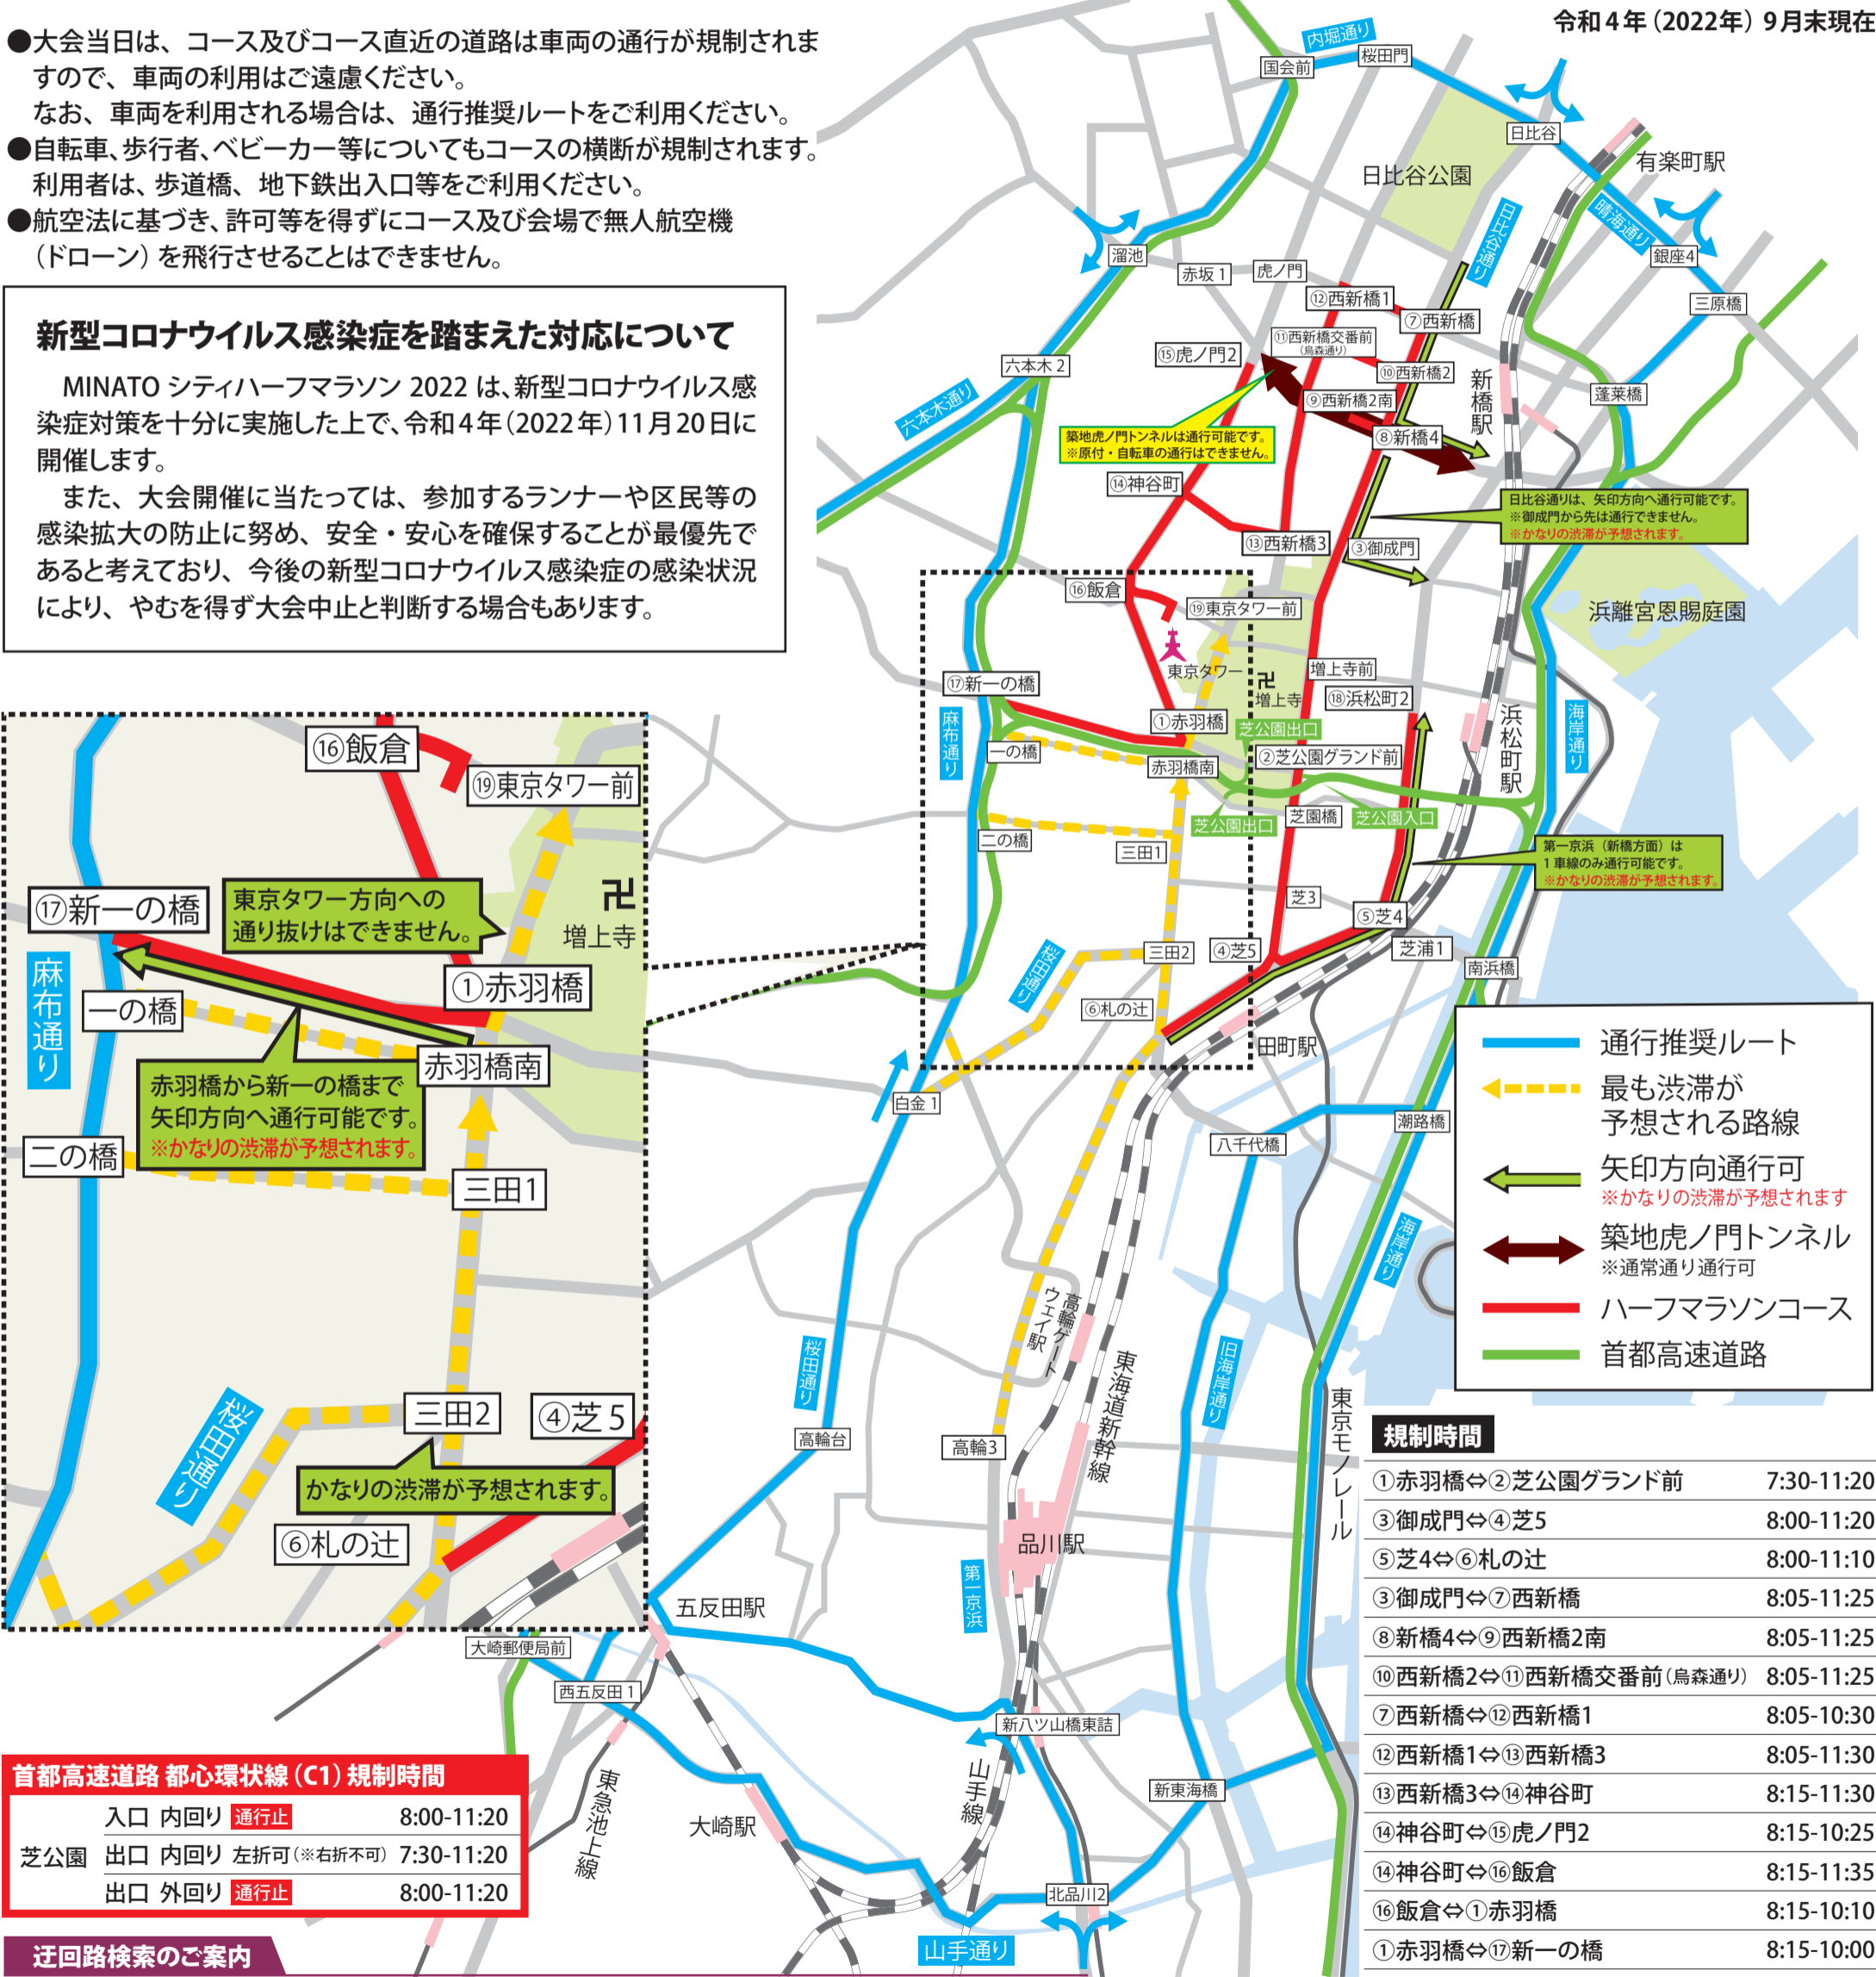 令和4年（2022年）9月末現在
●大会当日は、コース及びコース直近の道路は車両の通行が規制されま
すので、車両の利用はご遠慮ください。
なお、車両を利用される場合は、通行推奨ルートをご利用ください。
●自転車、歩行者、ベビーカー等についてもコースの横断が規制されます。
利用者は、歩道橋、地下鉄出入口等をご利用ください。
●航空法に基づき、許可等を得ずにコース及び会場で無人航空機
（ドローン）を飛行させることはできません。
新型コロナウイルス感染症を踏まえた対応について
MINATO シティハーフマラソン 2022 は、新型コロナウイルス感
染症対策を十分に実施した上で、令和4年（2022年）11月20日に
開催します。
また、大会開催に当たっては、参加するランナーや区民等の
感染拡大の防止に努め、安全・安心を確保することが最優先で
あると考えており、今後の新型コロナウイルス感染症の感染状況
により、やむを得ず大会中止と判断する場合もあります。
内堀通り
国会前
桜田門
日比谷
有楽町駅
日比谷公園
日比谷通り
晴海通り
銀座4
三原橋
溜池
赤坂1
虎ノ門
⑫西新橋1
⑦西新橋
⑪西新橋交番前
（烏森通り）
⑮虎ノ門2
六本木2
⑩西新橋2
新橋駅
蓬莱橋
六本木通り
⑨西新橋2南
⑧新橋4
築地虎ノ門トンネルは通行可能です。
※原付・自転車の通行はできません。
⑭神谷町
日比谷通りは、矢印方向へ通行可能です。
※御成門から先は通行できません。
※かなりの渋滞が予想されます。
⑬西新橋3
③御成門
⑯飯倉
⑲東京タワー前
浜離宮恩賜庭園
東京タワー
増上寺前
卍
増上寺
⑰新一の橋
⑱浜松町2
①赤羽橋
芝公園出口
浜松町駅
海岸通り
麻布通り
一の橋
赤羽橋南
②芝公園グランド前
芝公園出口
芝園橋
芝公園入口
二の橋
三田1
第一京浜（新橋方面）は
1車線のみ通行可能です。
※かなりの渋滞が予想されます。
芝3
⑤芝4
桜田通り
三田2
④芝5
芝浦1
南浜橋
⑥札の辻
田町駅
白金1
八千代橋
潮路橋
海岸通り
高輪ゲート
ウェイ駅
東海道新幹線
旧海岸通り
桜田通り
高輪台
高輪3
東京モノレール
品川駅
第一京浜
五反田駅
大崎郵便局前
西五反田1
新八ツ山橋東詰
山手線
新東海橋
東急池上線
大崎駅
北品川2
山手通り
⑯飯倉
⑲東京タワー前
⑰新一の橋
東京タワー方向への
通り抜けはできません。
卍
増上寺
麻布通り
一の橋
①赤羽橋
赤羽橋南
赤羽橋から新一の橋まで
矢印方向へ通行可能です。
※かなりの渋滞が予想されます。
二の橋
三田1
桜田通り
三田2
④芝5
かなりの渋滞が予想されます。
⑥札の辻
通行推奨ルート
最も渋滞が
予想される路線
矢印方向通行可
※かなりの渋滞が予想されます
築地虎ノ門トンネル
※通常通り通行可
ハーフマラソンコース
首都高速道路
規制時間
①赤羽橋⇔②芝公園グランド前 7:30-11:20
③御成門⇔④芝5 8:00-11:20
⑤芝4⇔⑥札の辻 8:00-11:10
③御成門⇔⑦西新橋 8:05-11:25
⑧新橋4⇔⑨西新橋2南 8:05-11:25
⑩西新橋2⇔⑪西新橋交番前（烏森通り） 8:05-11:25
⑦西新橋⇔⑫西新橋1 8:05-10:30
⑫西新橋1⇔⑬西新橋3 8:05-11:30
⑬西新橋3⇔⑭神谷町 8:15-11:30
⑭神谷町⇔⑮虎ノ門2 8:15-10:25
⑭神谷町⇔⑯飯倉 8:15-11:35
⑯飯倉⇔①赤羽橋 8:15-10:10
①赤羽橋⇔⑰新一の橋 8:15-10:00
首都高速道路 都心環状線（C1）規制時間
入口 内回り 通行止 8:00-11:20
芝公園 出口 内回り 左折可（※右折不可） 7:30-11:20
出口 外回り 通行止 8:00-11:20
迂回路検索のご案内